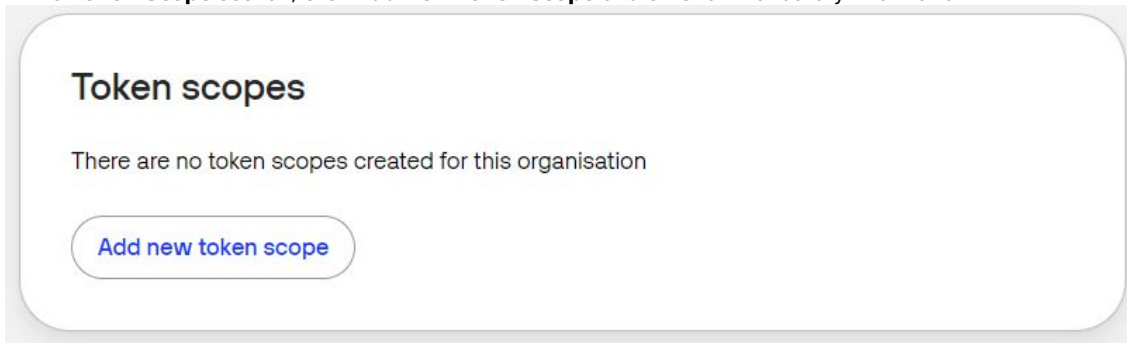 Token scopes
There are no token scopes created for this organisation
Add new token scope